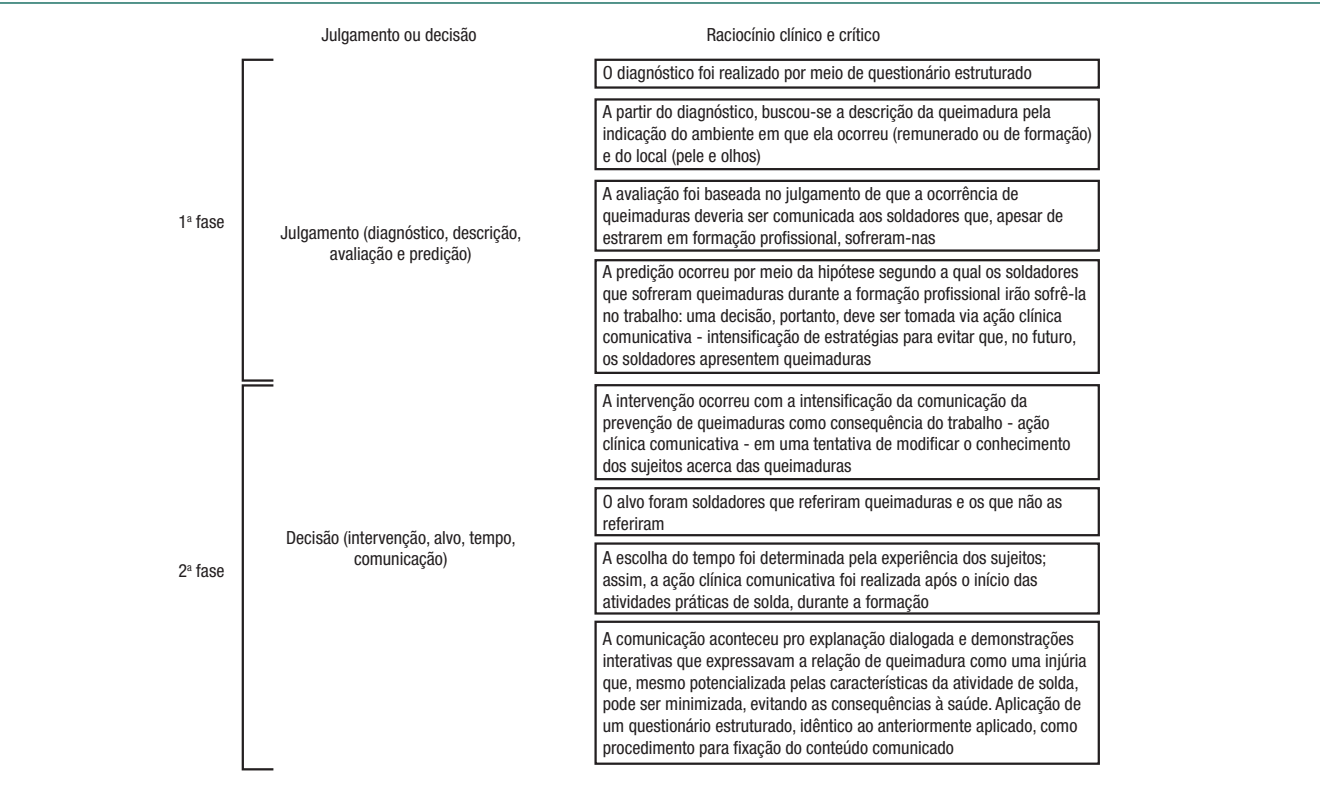 Julgamento ou decisão
Raciocínio clínico e crítico
1ª fase
Julgamento (diagnóstico, descrição,
avaliação e predição)
O diagnóstico foi realizado por meio de questionário estruturado
A partir do diagnóstico, buscou-se a descrição da queimadura pela
indicação do ambiente em que ela ocorreu (remunerado ou de formação)
e do local (pele e olhos)
A avaliação foi baseada no julgamento de que a ocorrência de
queimaduras deveria ser comunicada aos soldadores que, apesar de
estrarem em formação profissional, sofreram-nas
A predição ocorreu por meio da hipótese segundo a qual os soldadores
que sofreram queimaduras durante a formação profissional irão sofrê-la
no trabalho: uma decisão, portanto, deve ser tomada via ação clínica
comunicativa - intensificação de estratégias para evitar que, no futuro,
os soldadores apresentem queimaduras
2ª fase
Decisão (intervenção, alvo, tempo,
comunicação)
A intervenção ocorreu com a intensificação da comunicação da
prevenção de queimaduras como consequência do trabalho - ação
clínica comunicativa - em uma tentativa de modificar o conhecimento
dos sujeitos acerca das queimaduras
O alvo foram soldadores que referiram queimaduras e os que não as
referiram
A escolha do tempo foi determinada pela experiência dos sujeitos;
assim, a ação clínica comunicativa foi realizada após o início das
atividades práticas de solda, durante a formação
A comunicação aconteceu pro explanação dialogada e demonstrações
interativas que expressavam a relação de queimadura como uma injúria
que, mesmo potencializada pelas características da atividade de solda,
pode ser minimizada, evitando as consequências à saúde. Aplicação de
um questionário estruturado, idêntico ao anteriormente aplicado, como
procedimento para fixação do conteúdo comunicado